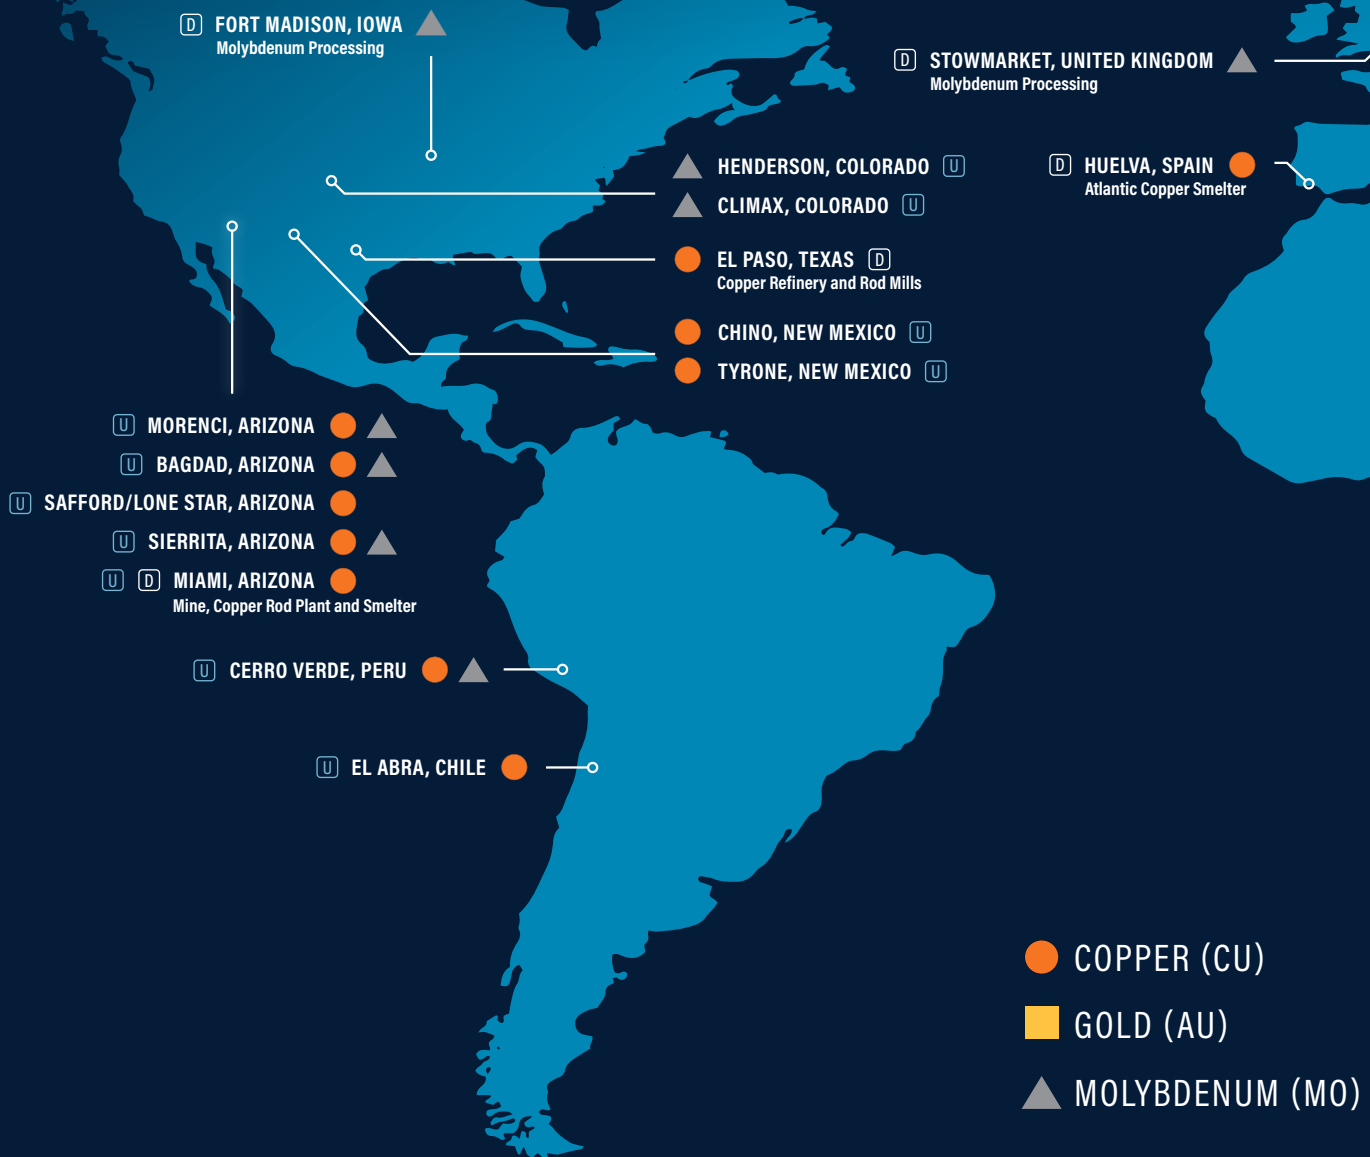 D FORT MADISON, IOWA
Molybdenum Processing
D STOWMARKET, UNITED KINGDOM
Molybdenum Processing
HENDERSON, COLORADO U
CLIMAX, COLORADO U
D HUELVA, SPAIN
Atlantic Copper Smelter
EL PASO, TEXAS D
Copper Refinery and Rod Mills
CHINO, NEW MEXICO U
TYRONE, NEW MEXICO U
U MORENCI, ARIZONA
U BAGDAD, ARIZONA
U SAFFORD/LONE STAR, ARIZONA
U SIERRITA, ARIZONA
U D MIAMI, ARIZONA
Mine, Copper Rod Plant and Smelter
U CERRO VERDE, PERU
U EL ABRA, CHILE
COPPER (CU)
GOLD (AU)
MOLYBDENUM (MO)